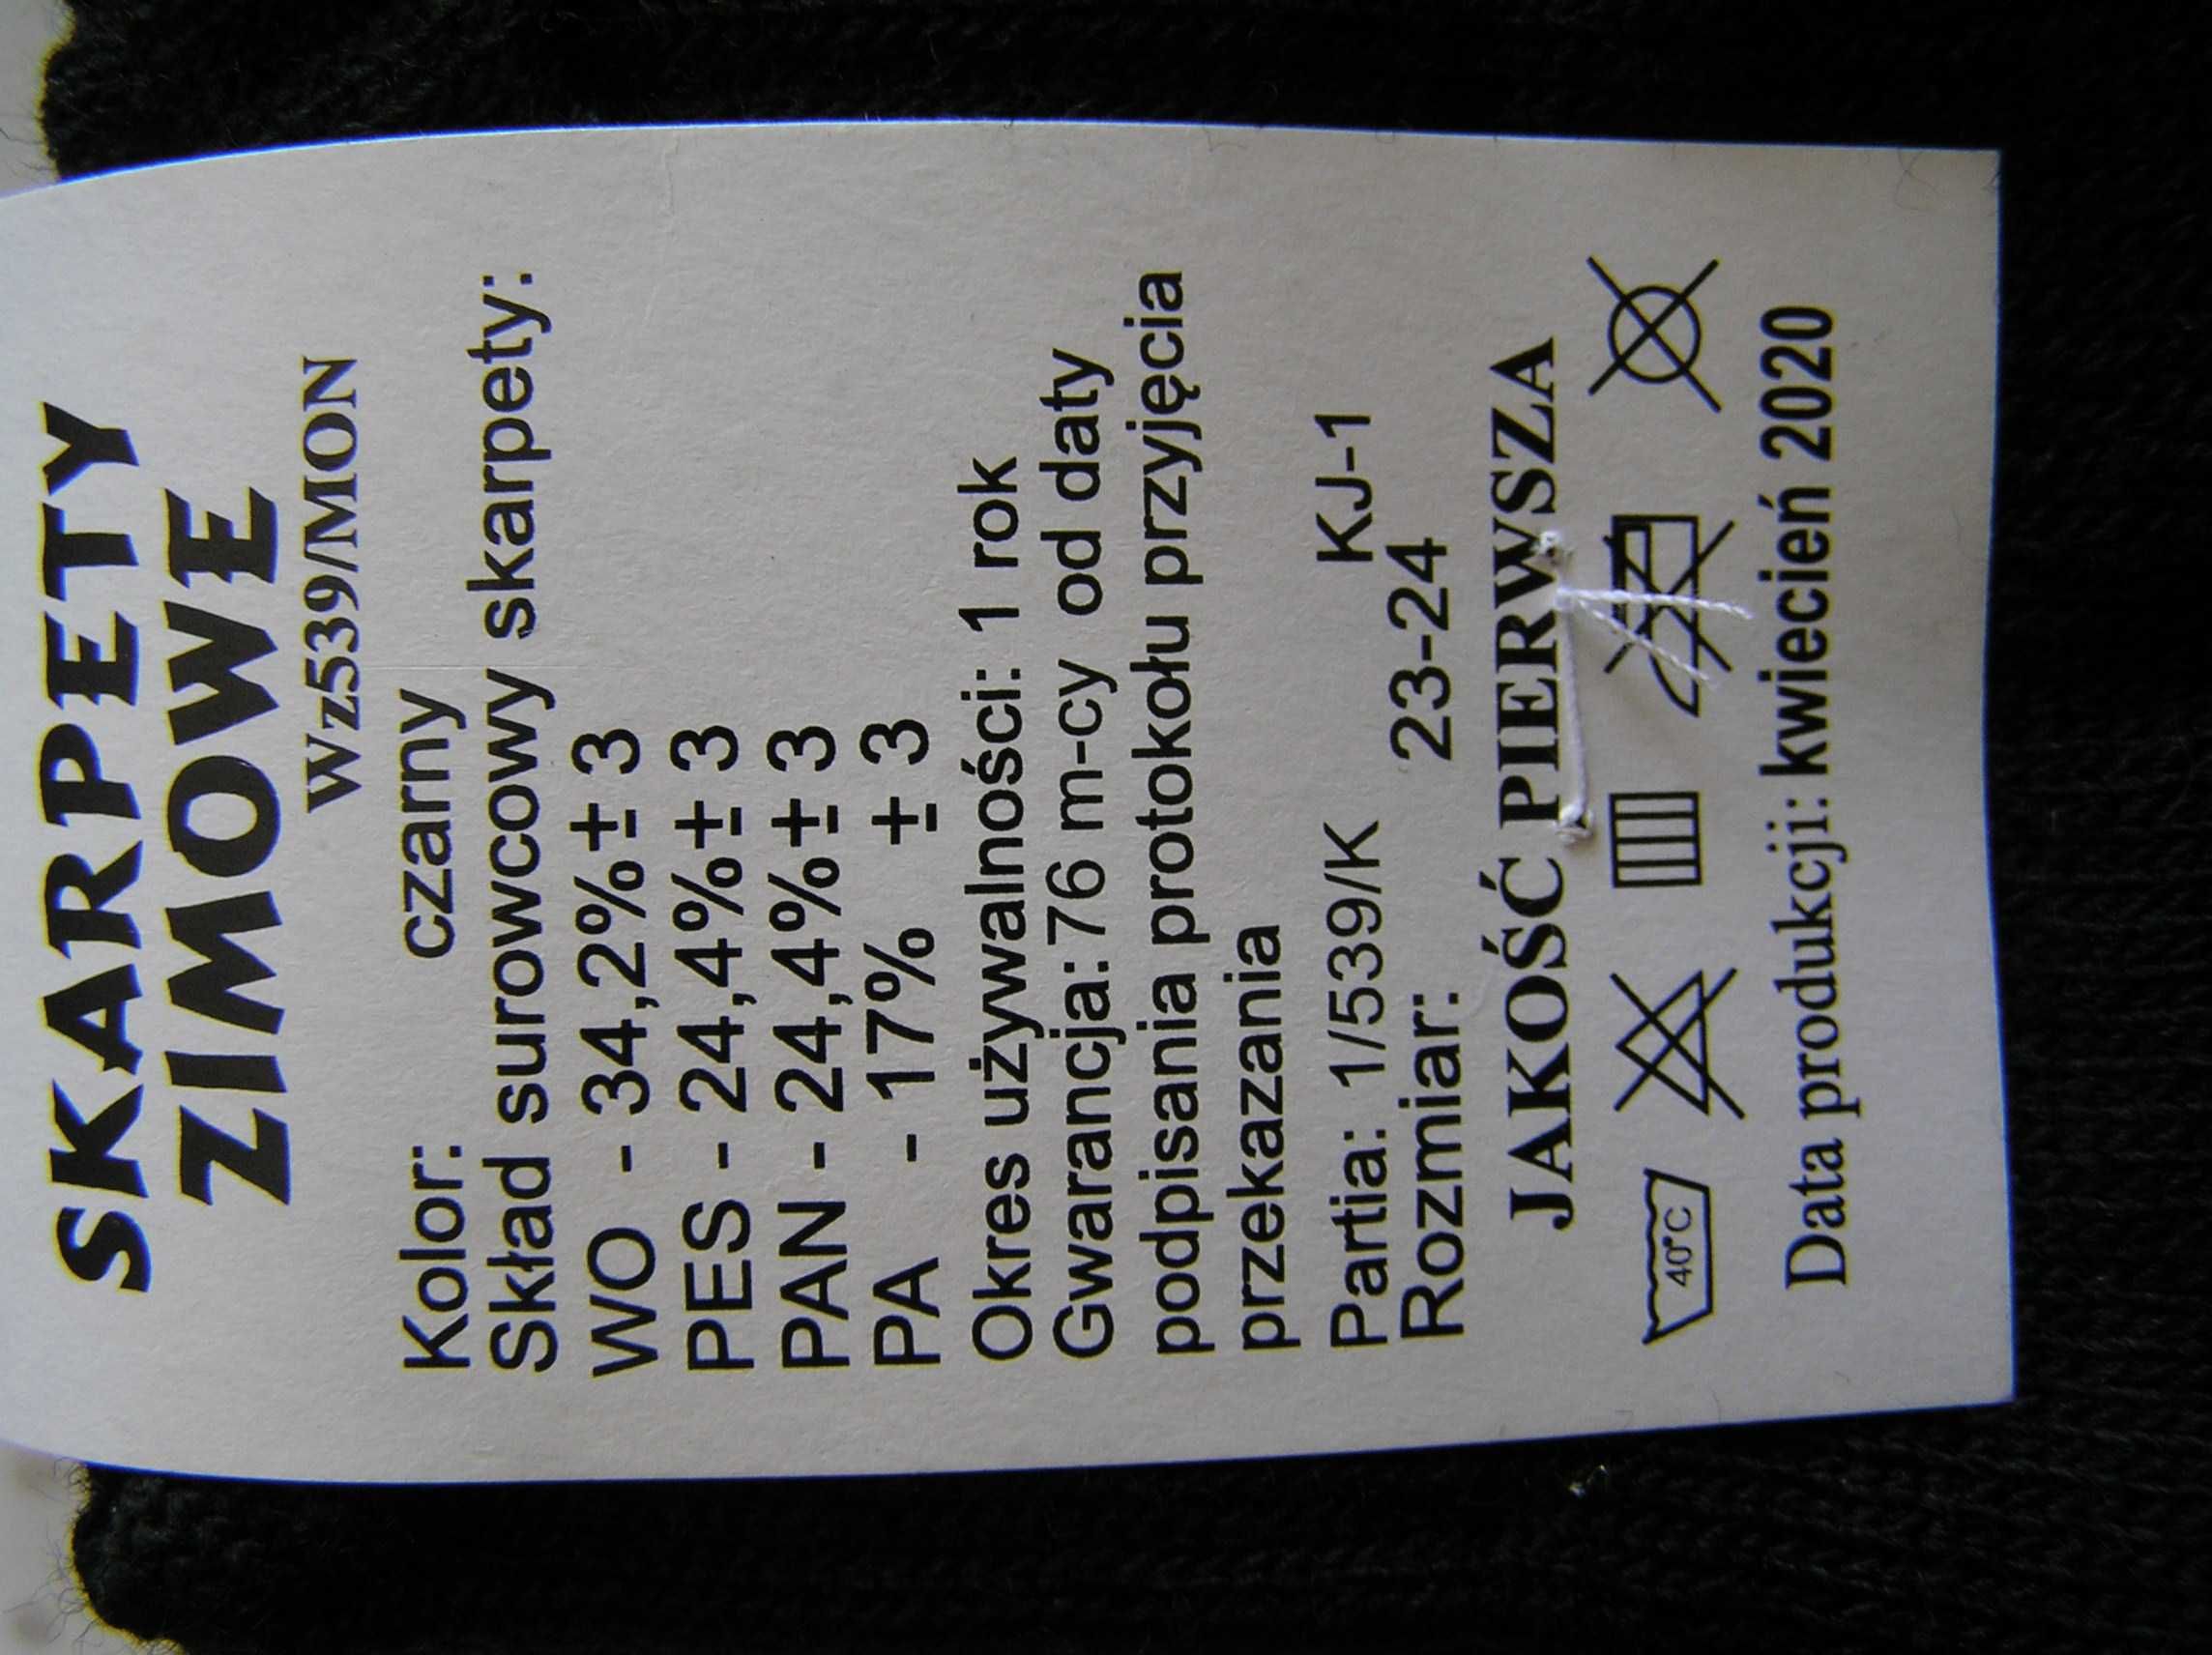 SKARPETY
ZIMOWE
Wz539/MON
Kolor: czarny
Skład surowcowy skarpety:
WO - 34,2%± 3
PES - 24,4%± 3
PAN - 24,4%± 3
PA - 17% ± 3
Okres używalności: 1 rok
Gwarancja: 76 m-cy od daty
podpisania protokołu przyjęcia
przekazania
Partia: 1/539/K KJ-1
Rozmiar: 23-24
JAKOŚĆ PIERWSZA
40°C
Data produkcji: kwiecień 2020